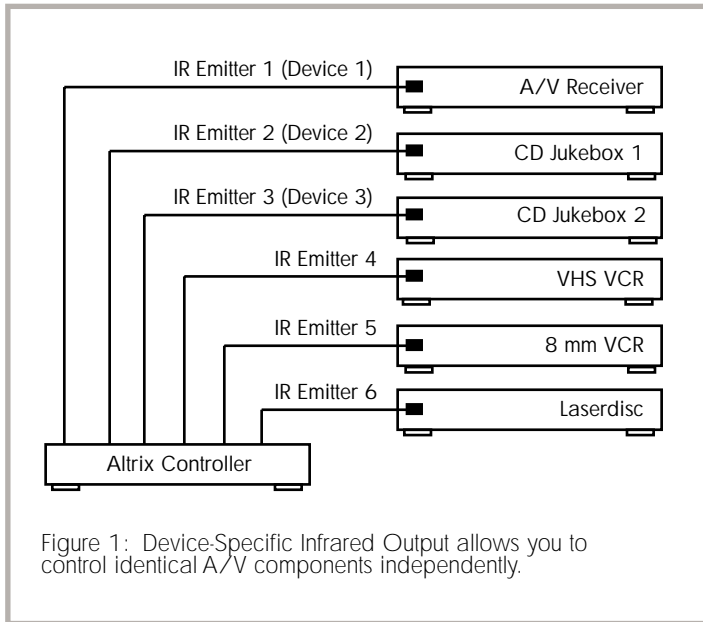 IR Emitter 1 (Device 1)
A/V Receiver
IR Emitter 2 (Device 2)
CD Jukebox 1
IR Emitter 3 (Device 3)
CD Jukebox 2
IR Emitter 4
VHS VCR
IR Emitter 5
8 mm VCR
IR Emitter 6
Laserdisc
Altrix Controller
Figure 1: Device-Specific Infrared Output allows you to
control identical A/V components independently.